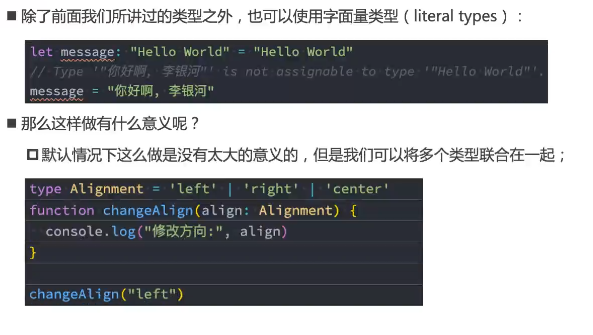 除了前面我们所讲过的类型之外，也可以使用字面量类型（literal types）：
let message: "Hello World" = "Hello World"
// Type '"你好啊, 李银河"' is not assignable to type '"Hello World"'.
message = "你好啊, 李银河"
那么这样做有什么意义呢？
默认情况下这么做是没有太大的意义的，但是我们可以将多个类型联合在一起；
type Alignment = 'left' | 'right' | 'center'
function changeAlign(align: Alignment) {
  console.log("修改方向:", align)
}
changeAlign("left")